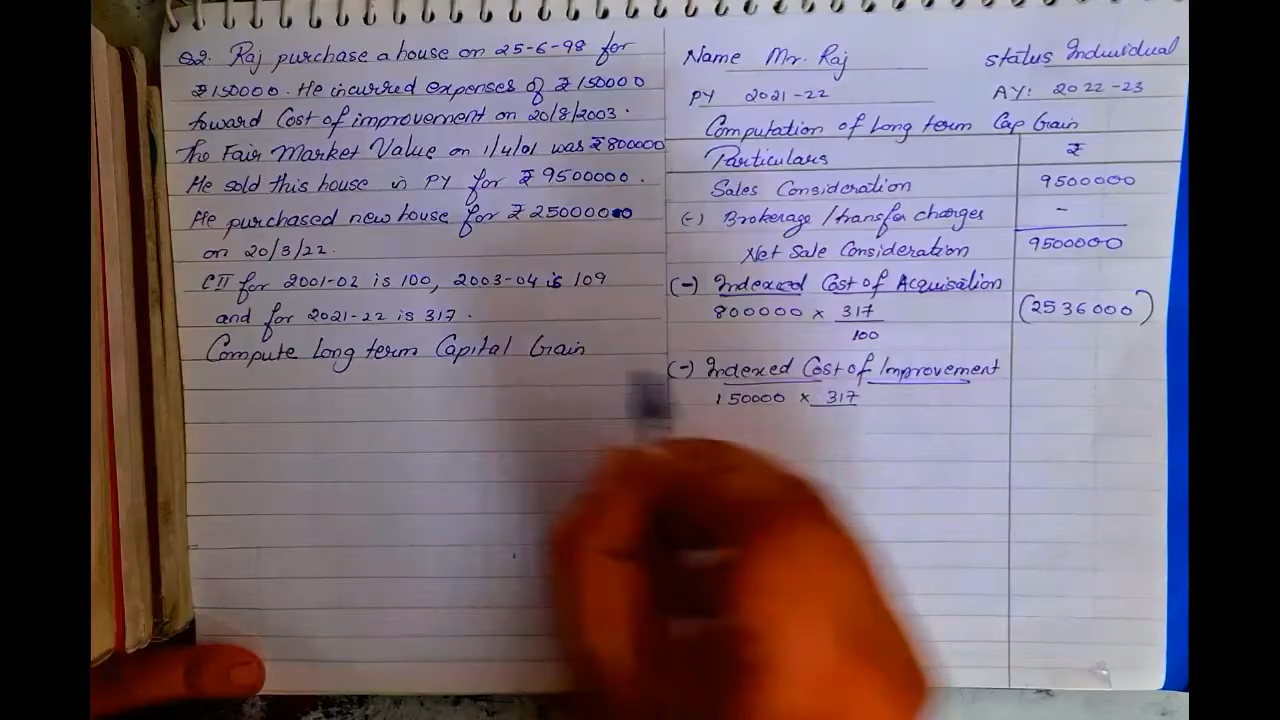 Q2. Raj purchase a house on 25-6-98 for
₹150000. He incurred expenses of ₹150000
toward Cost of improvement on 20/8/2003.
The Fair Market Value on 1/4/01 was ₹800000
He sold this house in PY for ₹9500000.
He purchased new house for ₹2500000
on 20/3/22.
CII for 2001-02 is 100, 2003-04 is 109
and for 2021-22 is 317.
Compute Long term Capital Gain
Name Mr. Raj status Individual
PY 2021-22 AY: 2022-23
Computation of Long term Cap Gain
Particulars ₹
Sales Consideration 9500000
(-) Brokerage/transfer charges -
Net Sale Consideration 9500000
(-) Indexed Cost of Acquisation
800000 × 317 (2536000)
100
(-) Indexed Cost of Improvement
150000 × 317